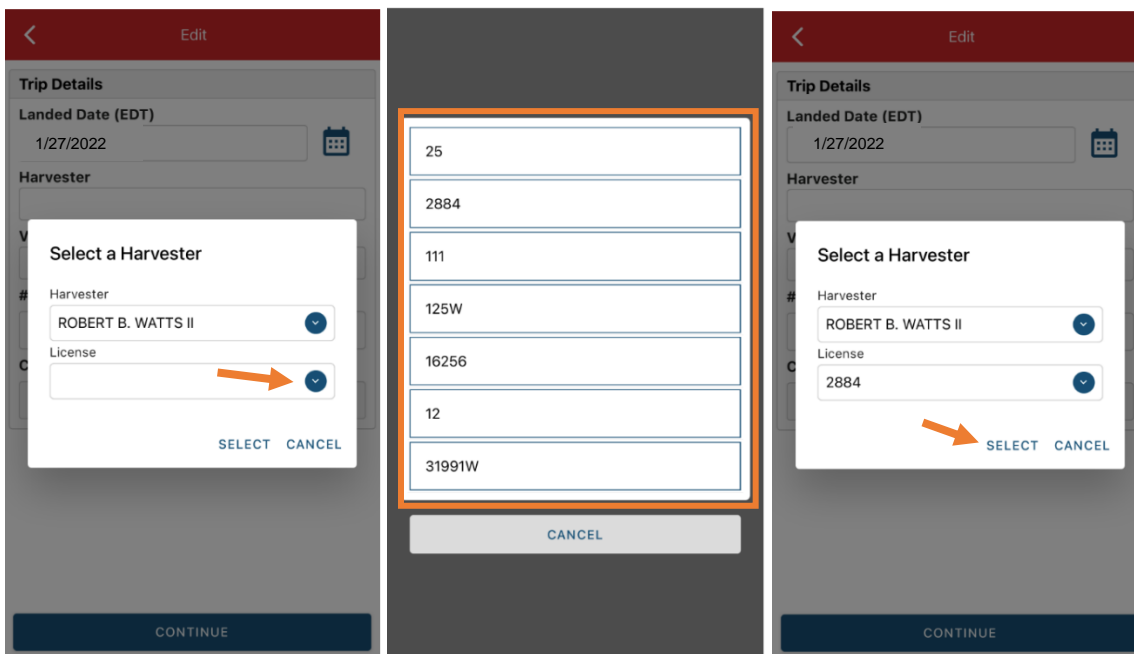 Edit
Trip Details
Landed Date (EDT)
1/27/2022
Harvester
V
Select a Harvester
#
Harvester
ROBERT B. WATTS II
License
C
SELECT CANCEL
CONTINUE
25
2884
111
125W
16256
12
31991W
CANCEL
Edit
Trip Details
Landed Date (EDT)
1/27/2022
Harvester
V
Select a Harvester
#
Harvester
ROBERT B. WATTS II
License
C
2884
SELECT CANCEL
CONTINUE